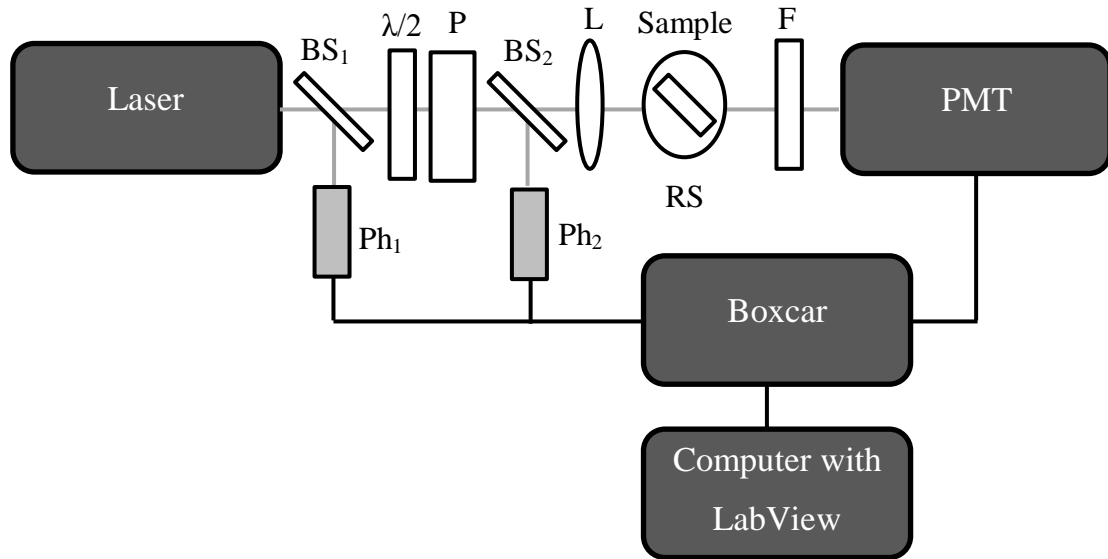 Laser
BS₁
λ/2
P
BS₂
L
Sample
F
PMT
Ph₁
Ph₂
RS
Boxcar
Computer with
LabView